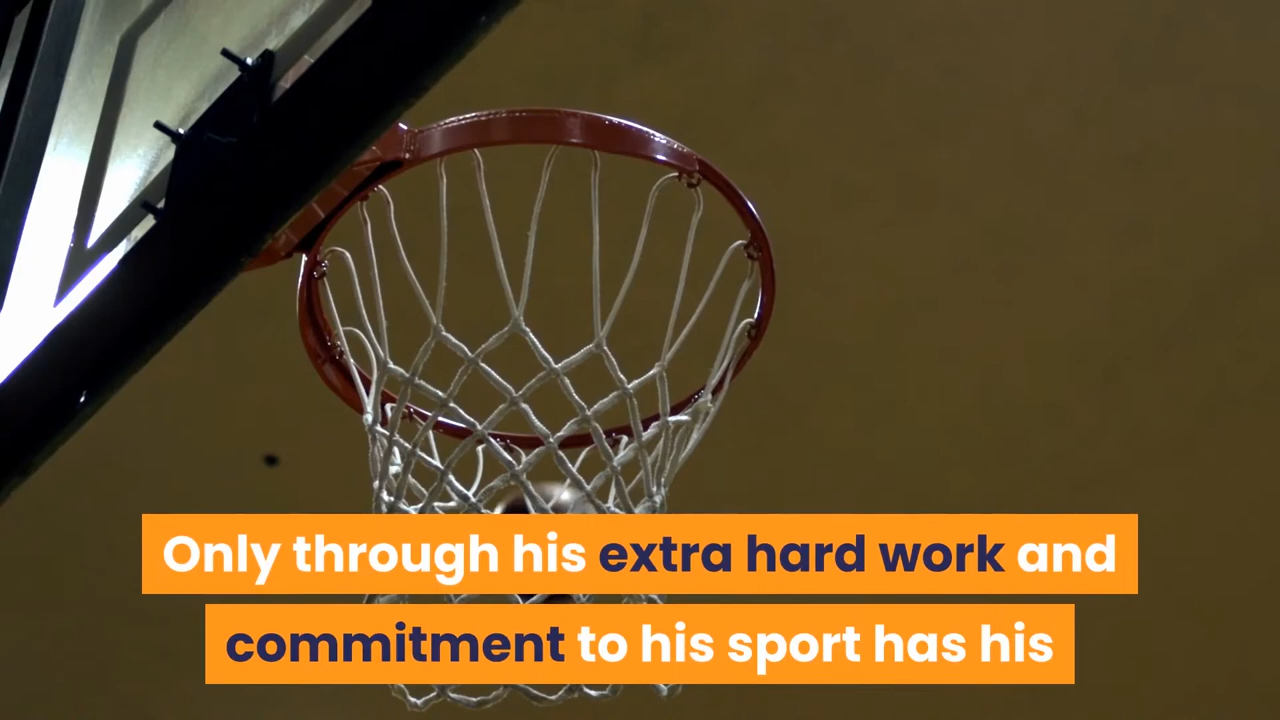 Only through his extra hard work and
commitment to his sport has his